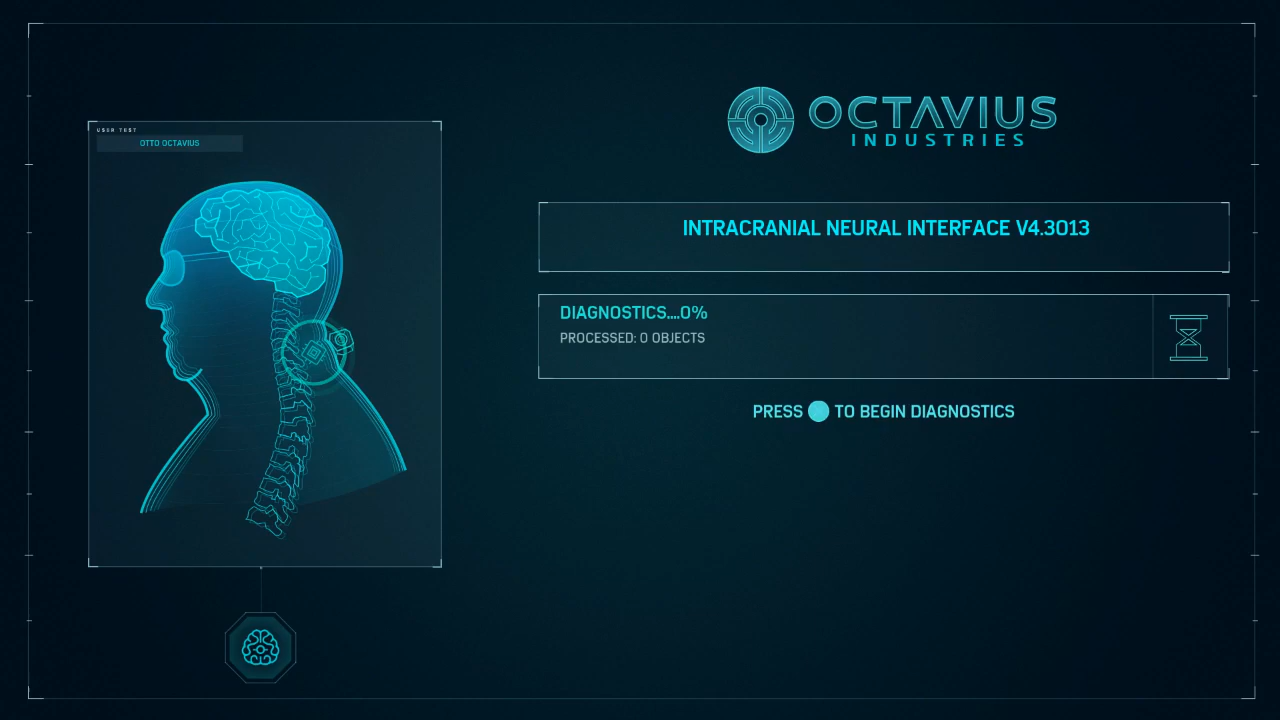 USER TEST
OTTO OCTAVIUS
OCTAVIUS
INDUSTRIES
INTRACRANIAL NEURAL INTERFACE V4.3013
DIAGNOSTICS....0%
PROCESSED: 0 OBJECTS
PRESS TO BEGIN DIAGNOSTICS